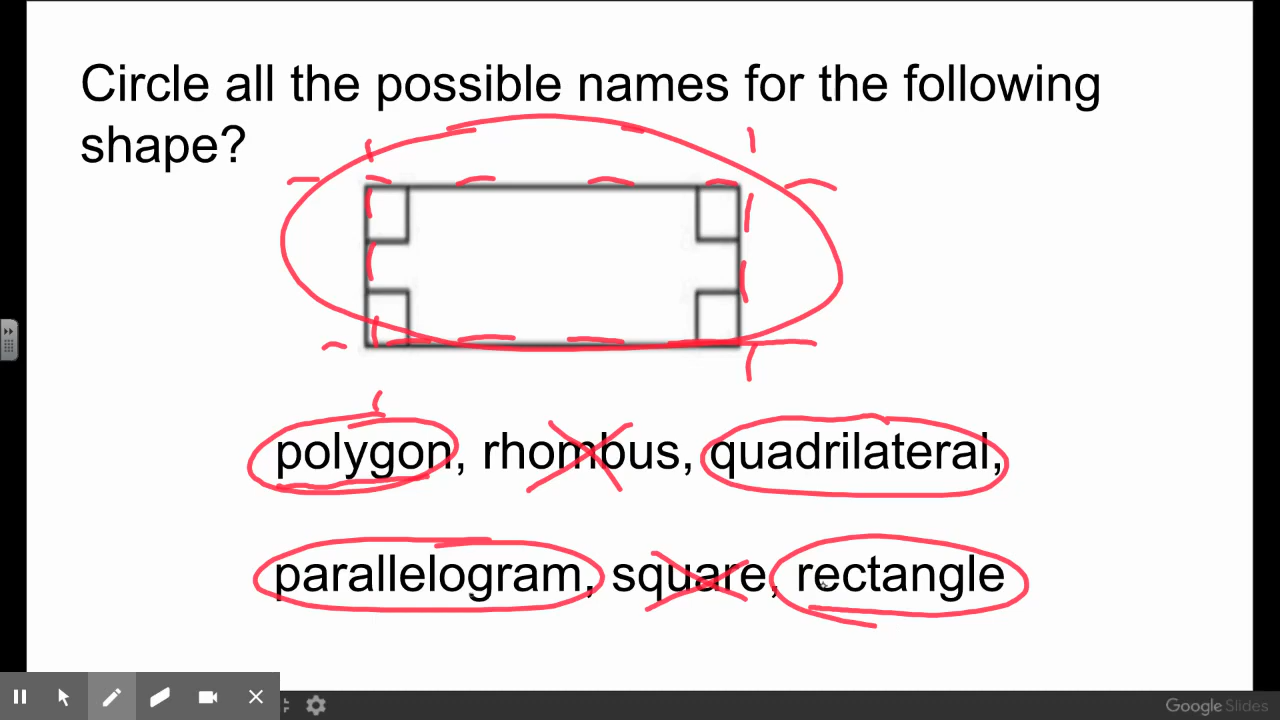 Circle all the possible names for the following
shape?
polygon, rhombus, quadrilateral,
parallelogram, square, rectangle
Google Slides